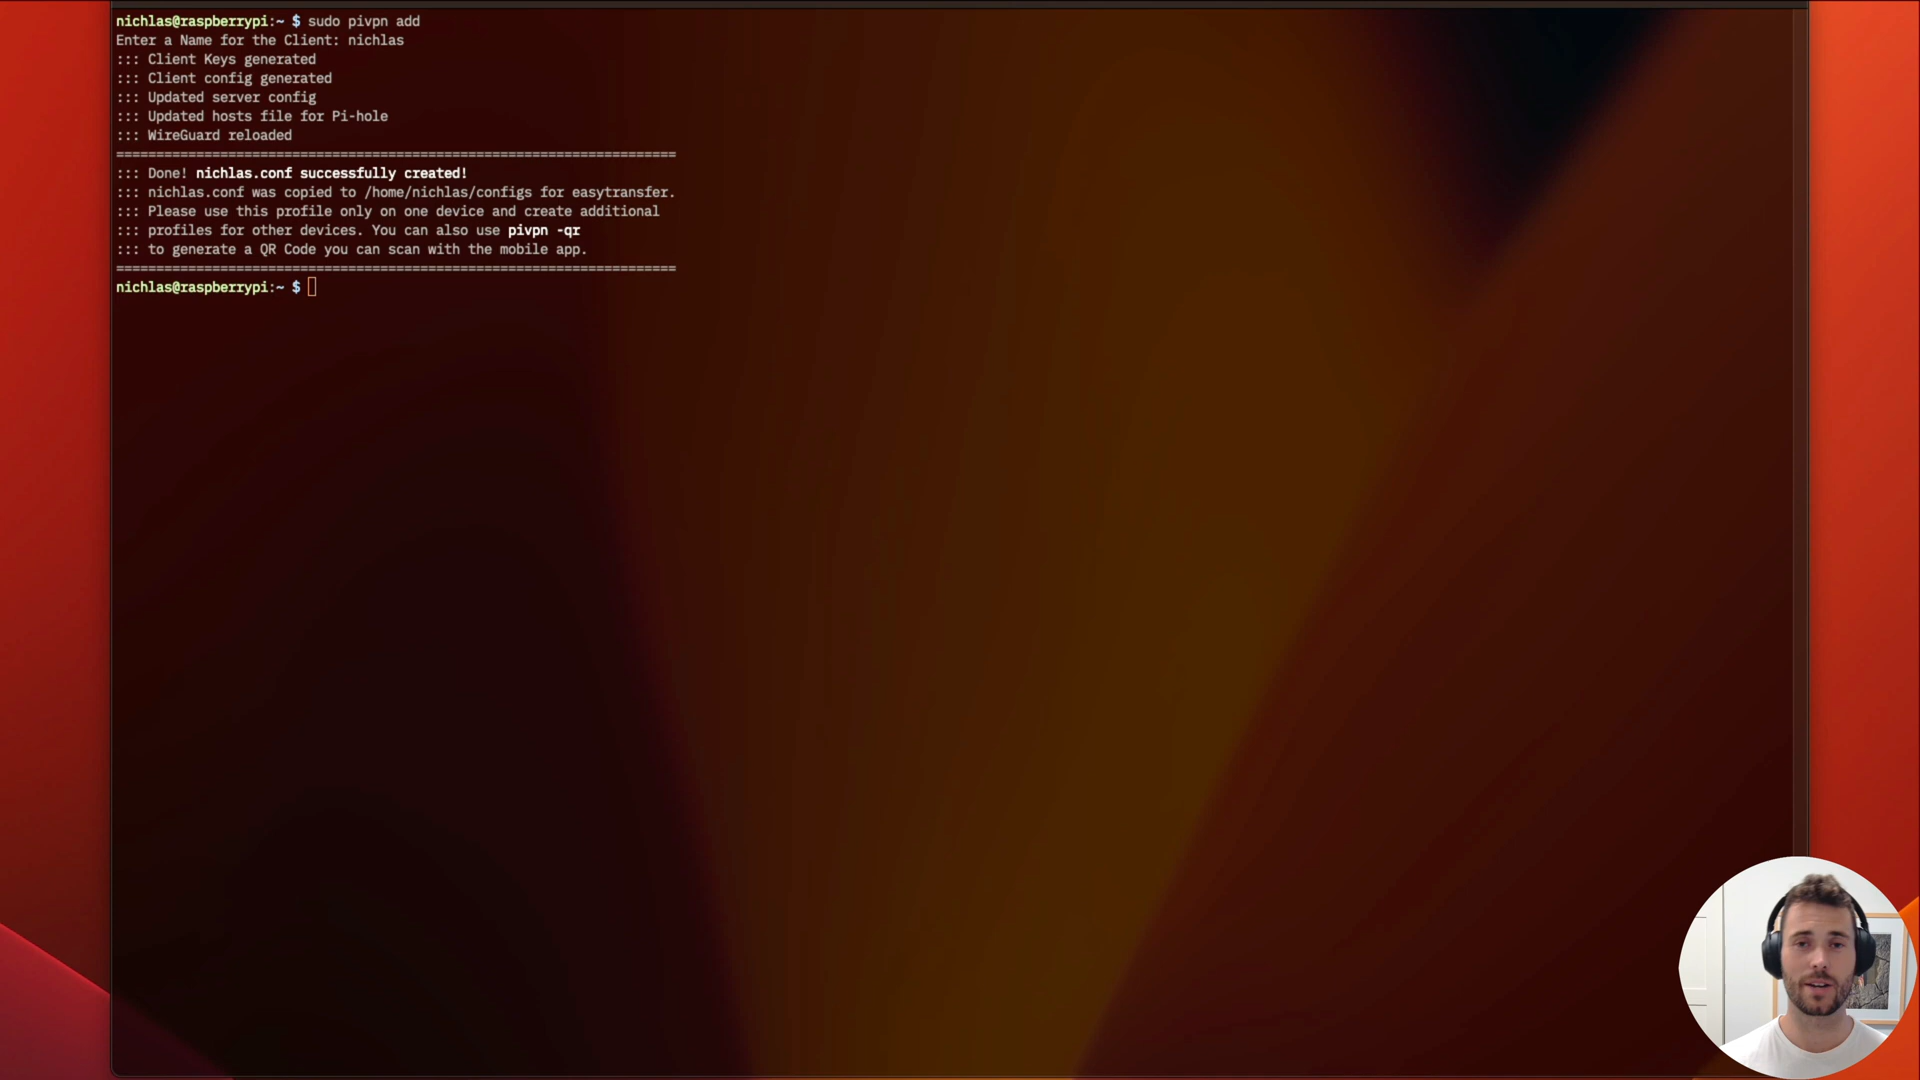 nichlas@raspberrypi:~ $ sudo pivpn add
Enter a Name for the Client: nichlas
::: Client Keys generated
::: Client config generated
::: Updated server config
::: Updated hosts file for Pi-hole
::: WireGuard reloaded
======================================================================
::: Done! nichlas.conf successfully created!
::: nichlas.conf was copied to /home/nichlas/configs for easytransfer.
::: Please use this profile only on one device and create additional
::: profiles for other devices. You can also use pivpn -qr
::: to generate a QR Code you can scan with the mobile app.
======================================================================
nichlas@raspberrypi:~ $